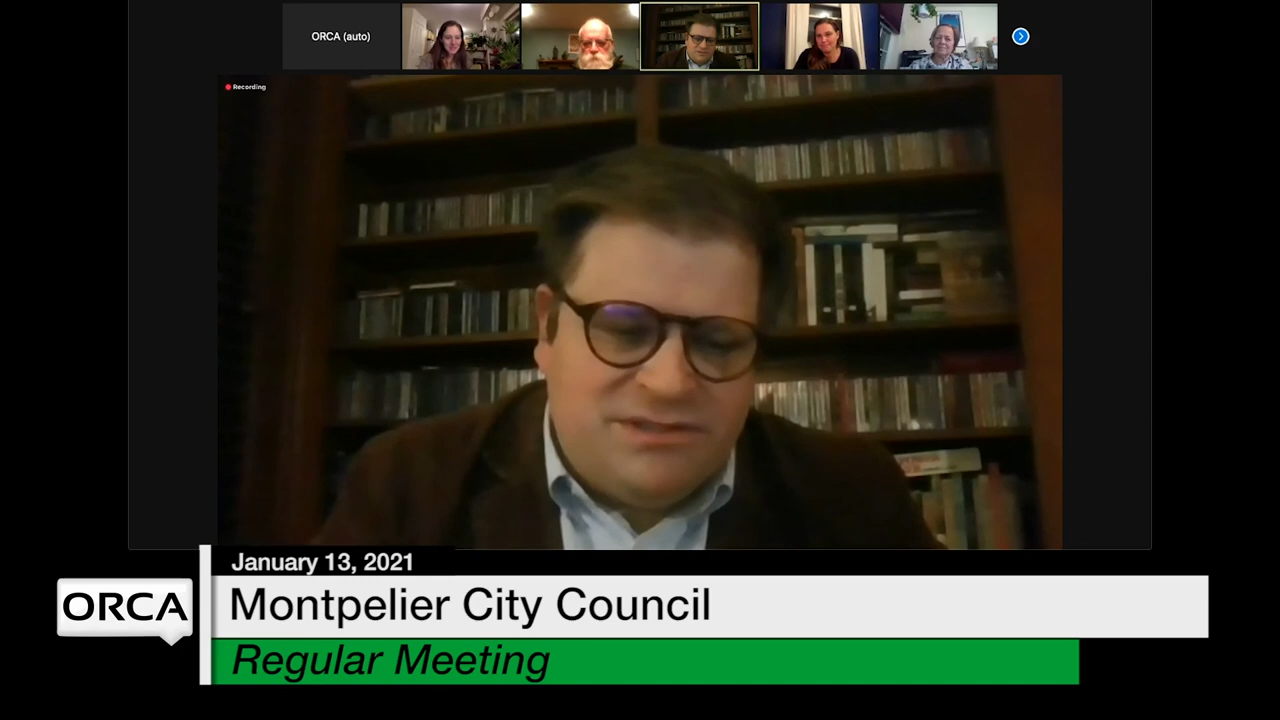 ORCA (auto)
Recording
January 13, 2021
ORCA
Montpelier City Council
Regular Meeting